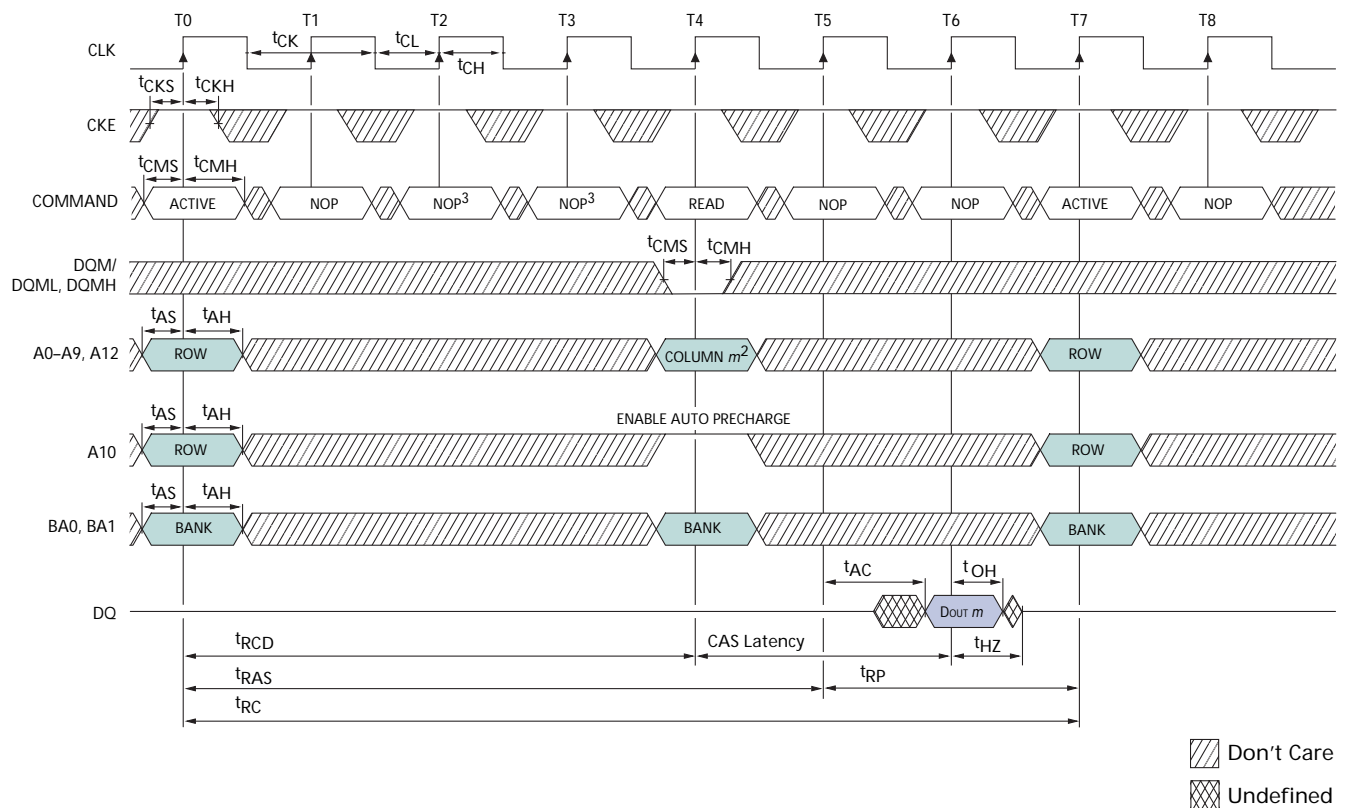 T0 T1 T2 T3 T4 T5 T6 T7 T8
CLK
tCK tCL tCH
tCKS tCKH
CKE
tCMS tCMH
COMMAND ACTIVE NOP NOP³ NOP³ READ NOP NOP ACTIVE NOP
tCMS tCMH
DQM/
DQML, DQMH
tAS tAH
A0–A9, A12 ROW COLUMN m² ROW
ENABLE AUTO PRECHARGE
tAS tAH
A10 ROW ROW
tAS tAH
BA0, BA1 BANK BANK BANK
tAC tOH
DQ DOUT m
tRCD CAS Latency tHZ
tRAS tRP
tRC
Don't Care
Undefined